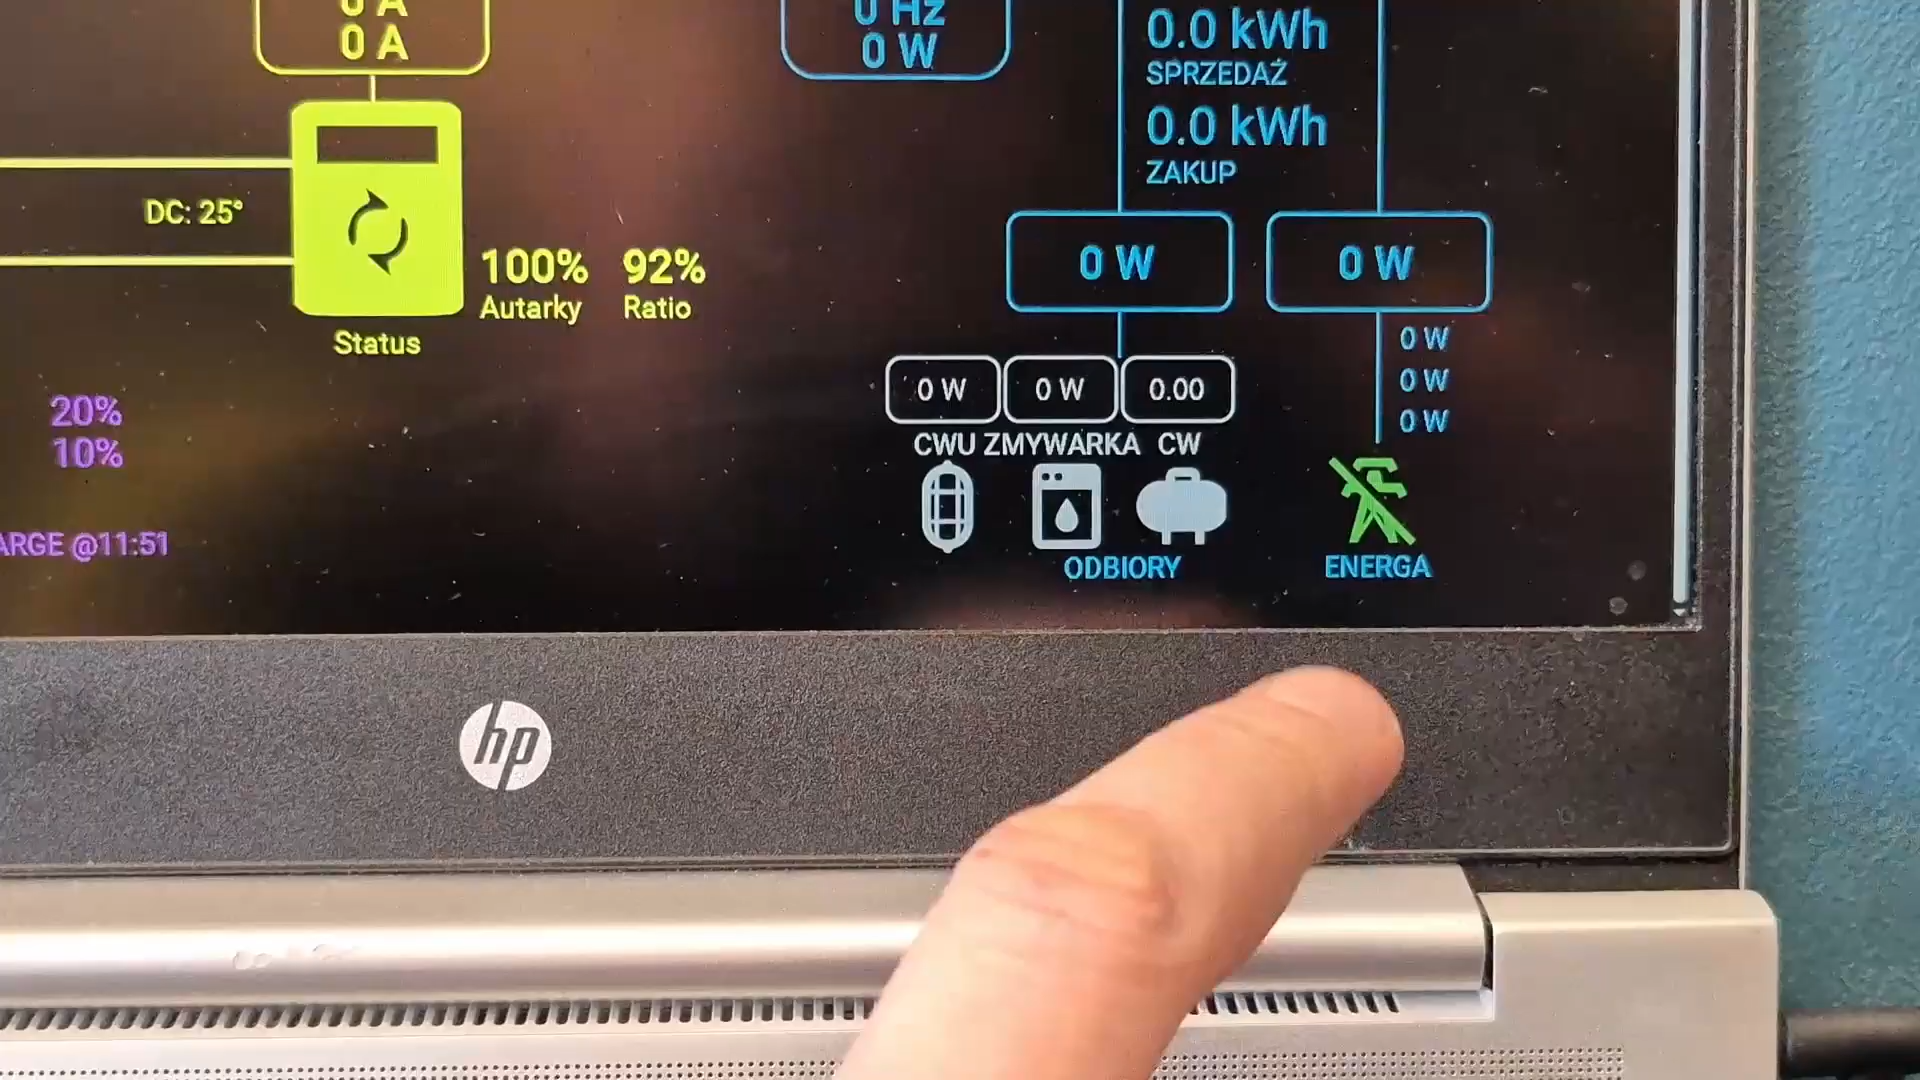 0 A
0 A
0 Hz
0 W
0.0 kWh
SPRZEDAŻ
0.0 kWh
ZAKUP
DC: 25°
100% 92%
Autarky Ratio
Status
0 W
0 W
0 W
0 W
0 W
0 W 0 W 0.00
CWU ZMYWARKA CW
ODBIORY
ENERGA
20%
10%
ARGE @11:51
hp